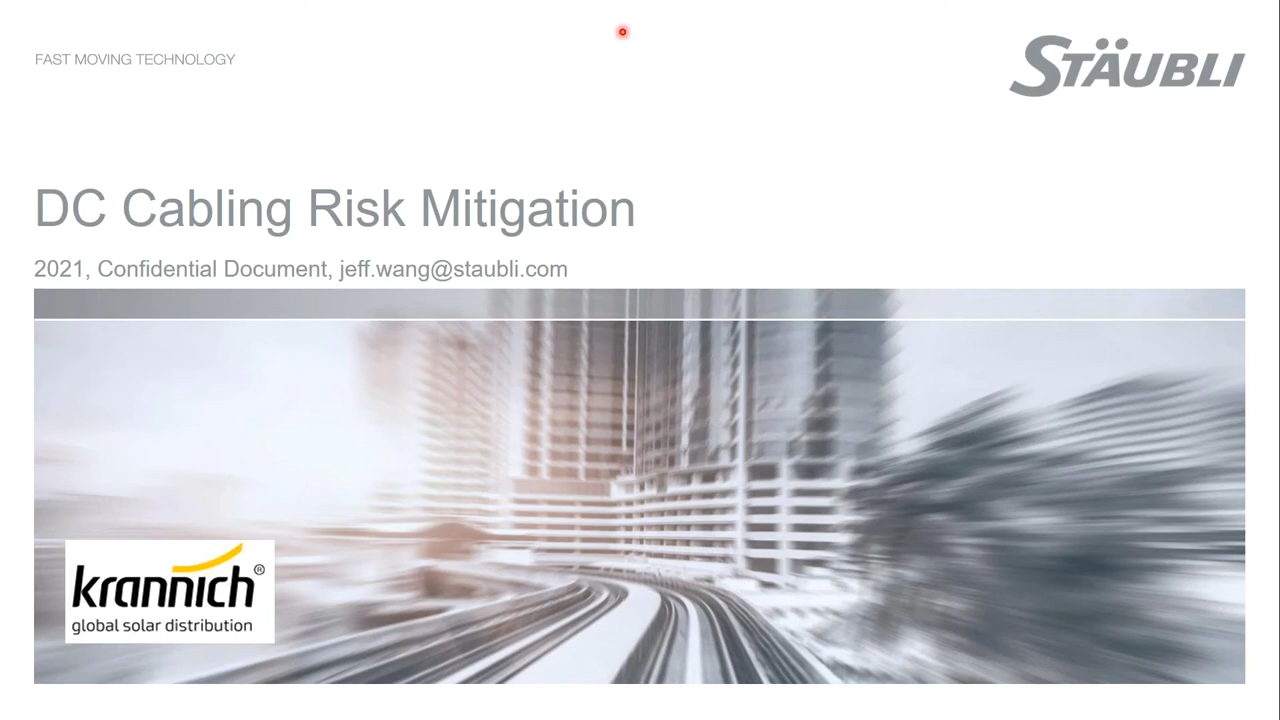 FAST MOVING TECHNOLOGY
STÄUBLI
DC Cabling Risk Mitigation
2021, Confidential Document, jeff.wang@staubli.com
krannich®
global solar distribution